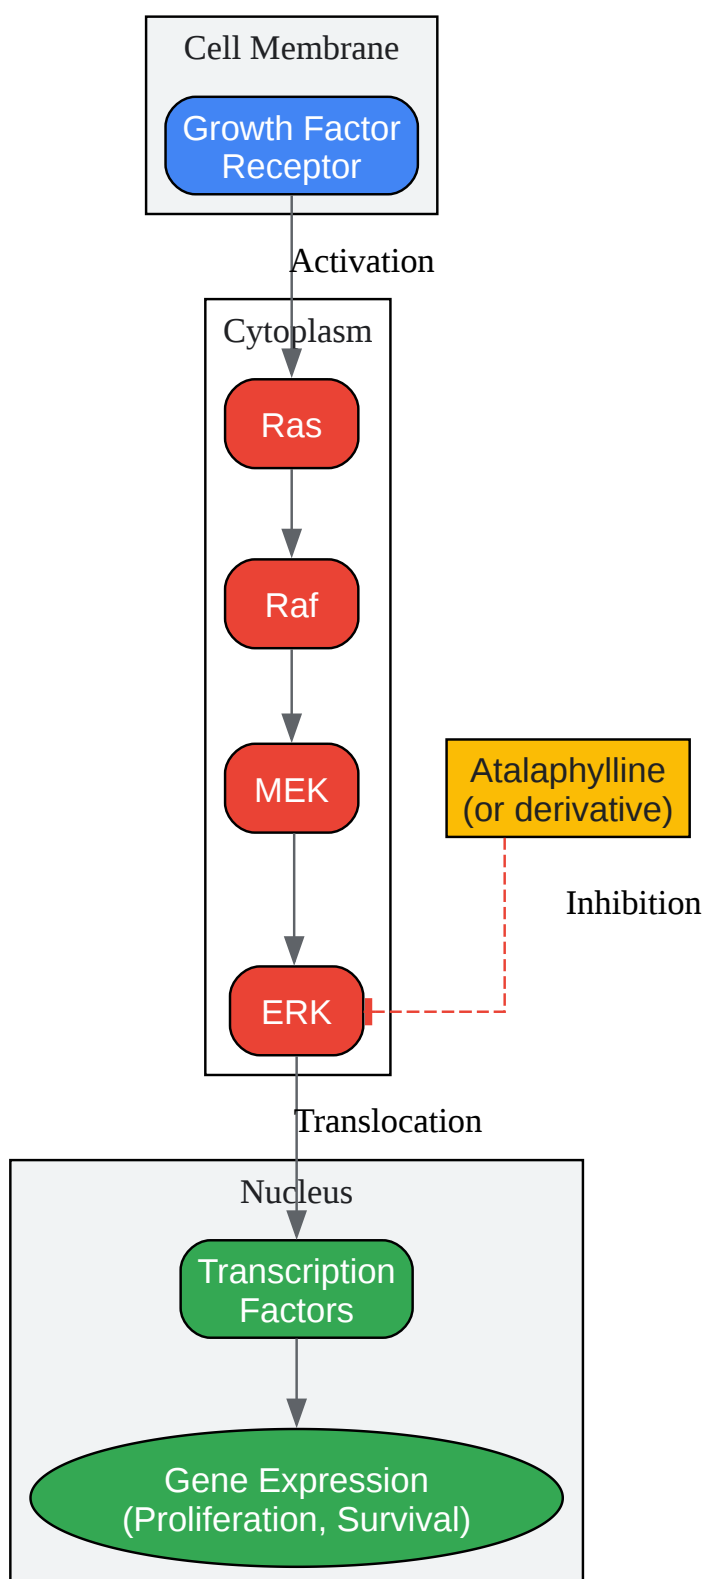 Cell Membrane
Growth Factor
Receptor
Activation
Cytoplasm
Ras
Raf
MEK
Atalaphylline
(or derivative)
Inhibition
ERK
Translocation
Nucleus
Transcription
Factors
Gene Expression
(Proliferation, Survival)